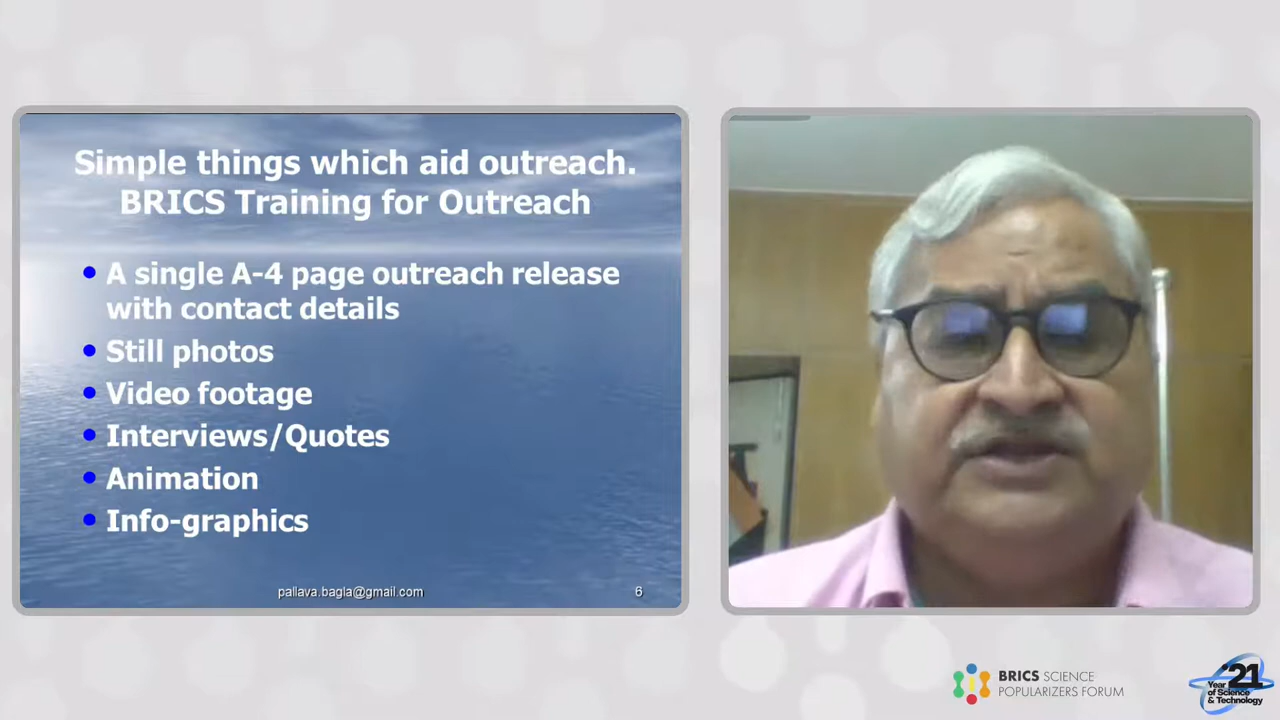 Simple things which aid outreach.
BRICS Training for Outreach
• A single A-4 page outreach release
with contact details
• Still photos
• Video footage
• Interviews/Quotes
• Animation
• Info-graphics
pallava.bagla@gmail.com
6
BRICS SCIENCE
POPULARIZERS FORUM
'21
Year
of Science
& Technology